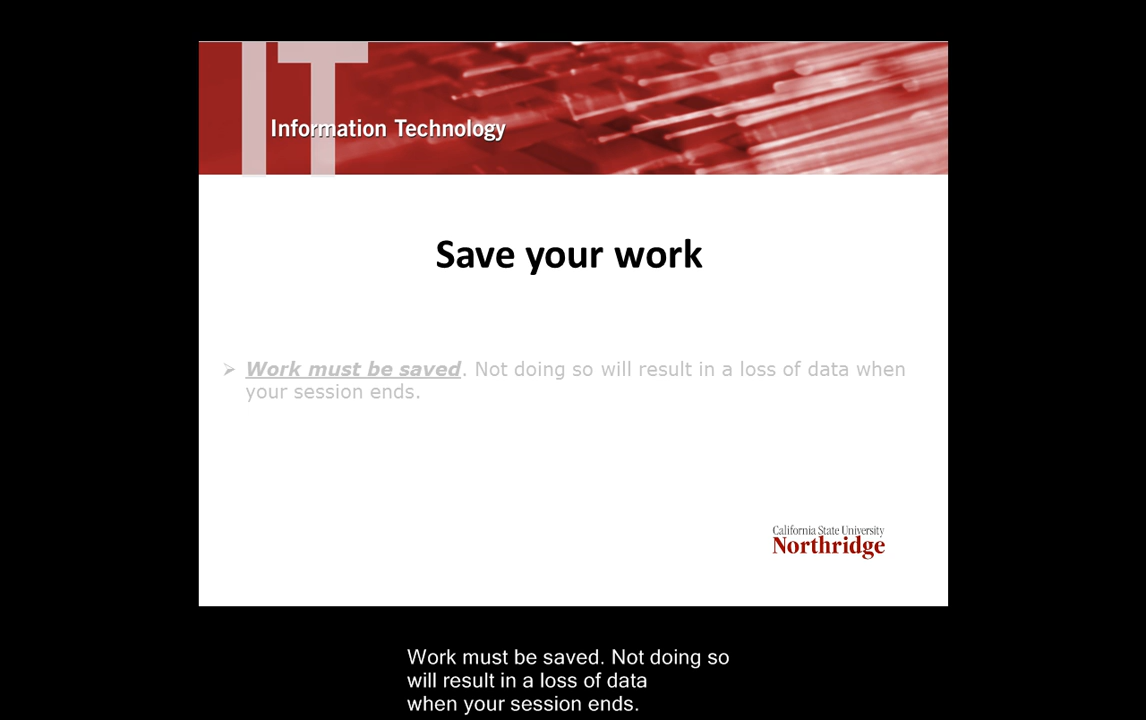 IT
Information Technology
Save your work
➢ Work must be saved. Not doing so will result in a loss of data when
your session ends.
California State University
Northridge
Work must be saved. Not doing so
will result in a loss of data
when your session ends.